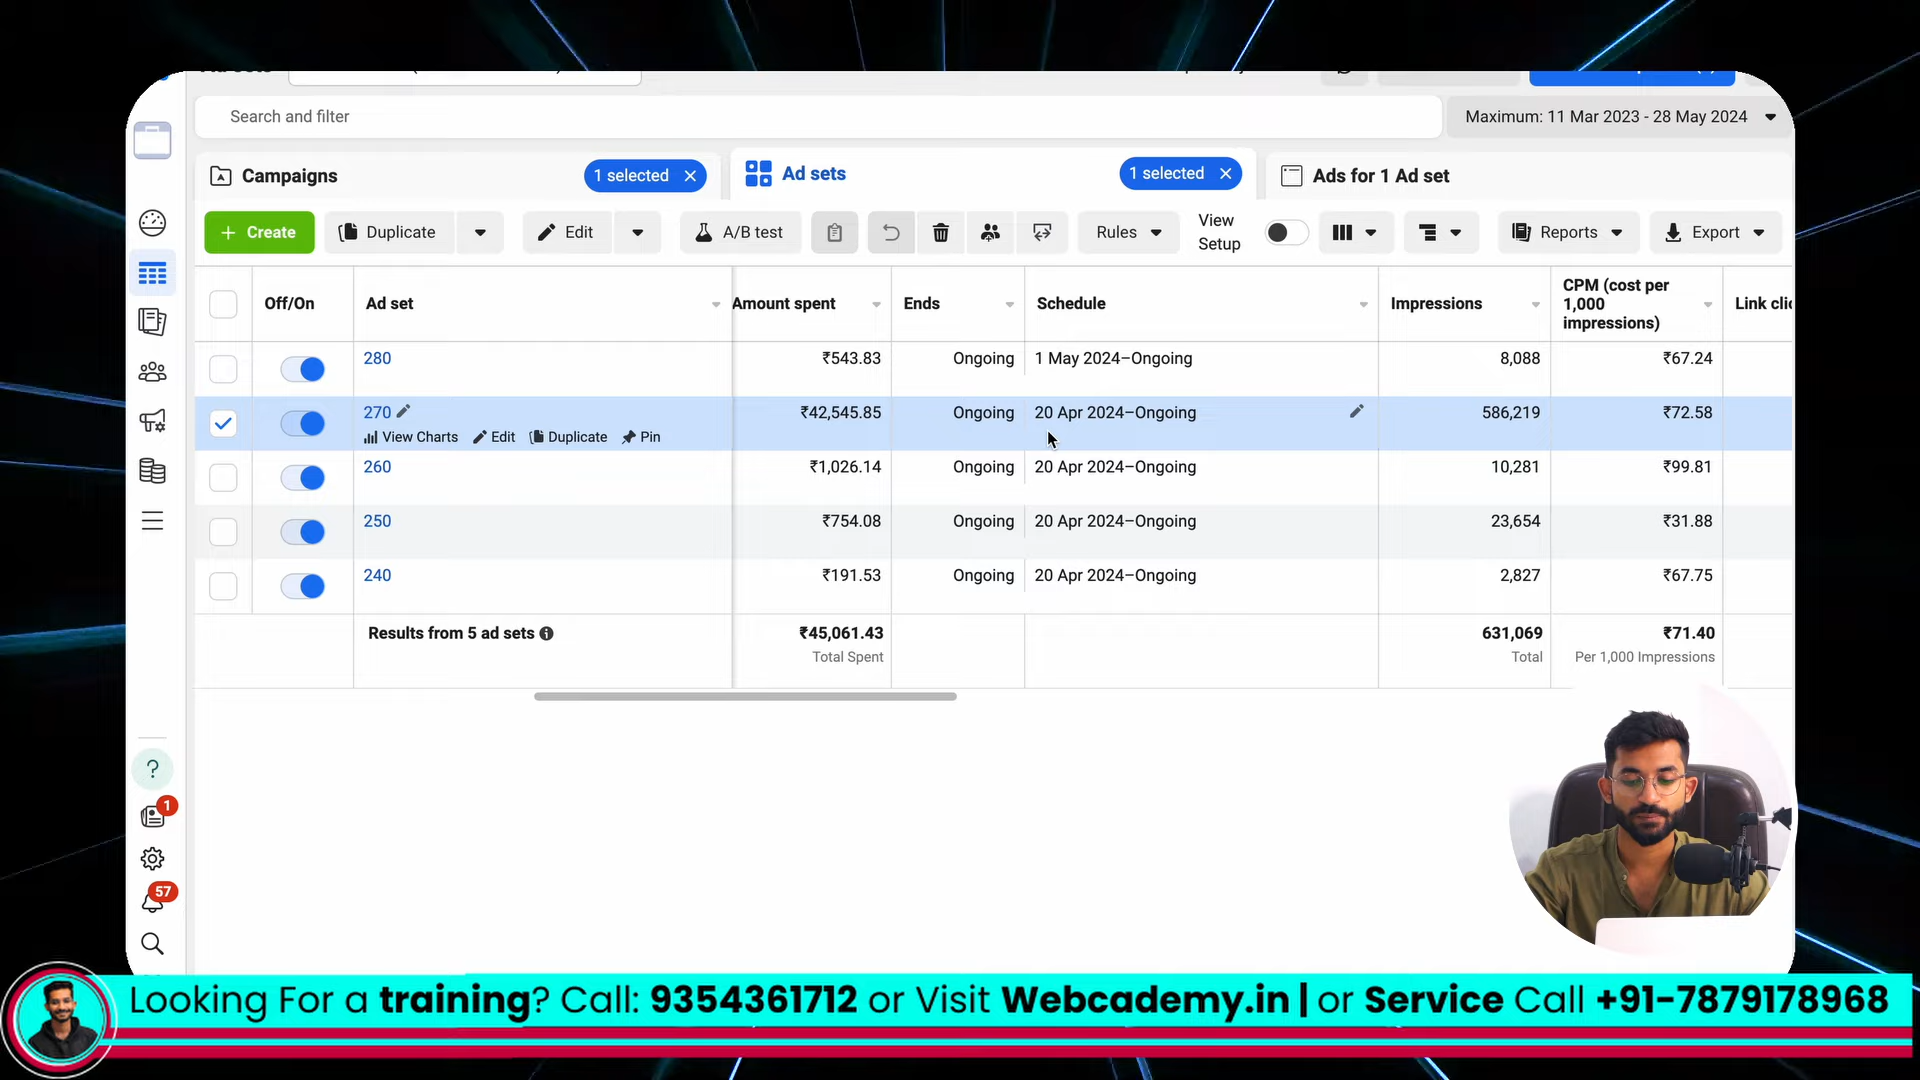 Search and filter
Maximum: 11 Mar 2023 - 28 May 2024
Campaigns
1 selected
Ad sets
1 selected
Ads for 1 Ad set
+ Create
Duplicate
Edit
A/B test
Rules
View Setup
Reports
Export
Off/On
Ad set
Amount spent
Ends
Schedule
Impressions
CPM (cost per 1,000 impressions)
Link clic
280
₹543.83
Ongoing
1 May 2024–Ongoing
8,088
₹67.24
270
₹42,545.85
Ongoing
20 Apr 2024–Ongoing
586,219
₹72.58
View Charts
Edit
Duplicate
Pin
260
₹1,026.14
Ongoing
20 Apr 2024–Ongoing
10,281
₹99.81
250
₹754.08
Ongoing
20 Apr 2024–Ongoing
23,654
₹31.88
240
₹191.53
Ongoing
20 Apr 2024–Ongoing
2,827
₹67.75
Results from 5 ad sets
₹45,061.43
631,069
₹71.40
Total Spent
Total
Per 1,000 Impressions
?
1
57
Looking For a training? Call: 9354361712 or Visit Webcademy.in | or Service Call +91-7879178968